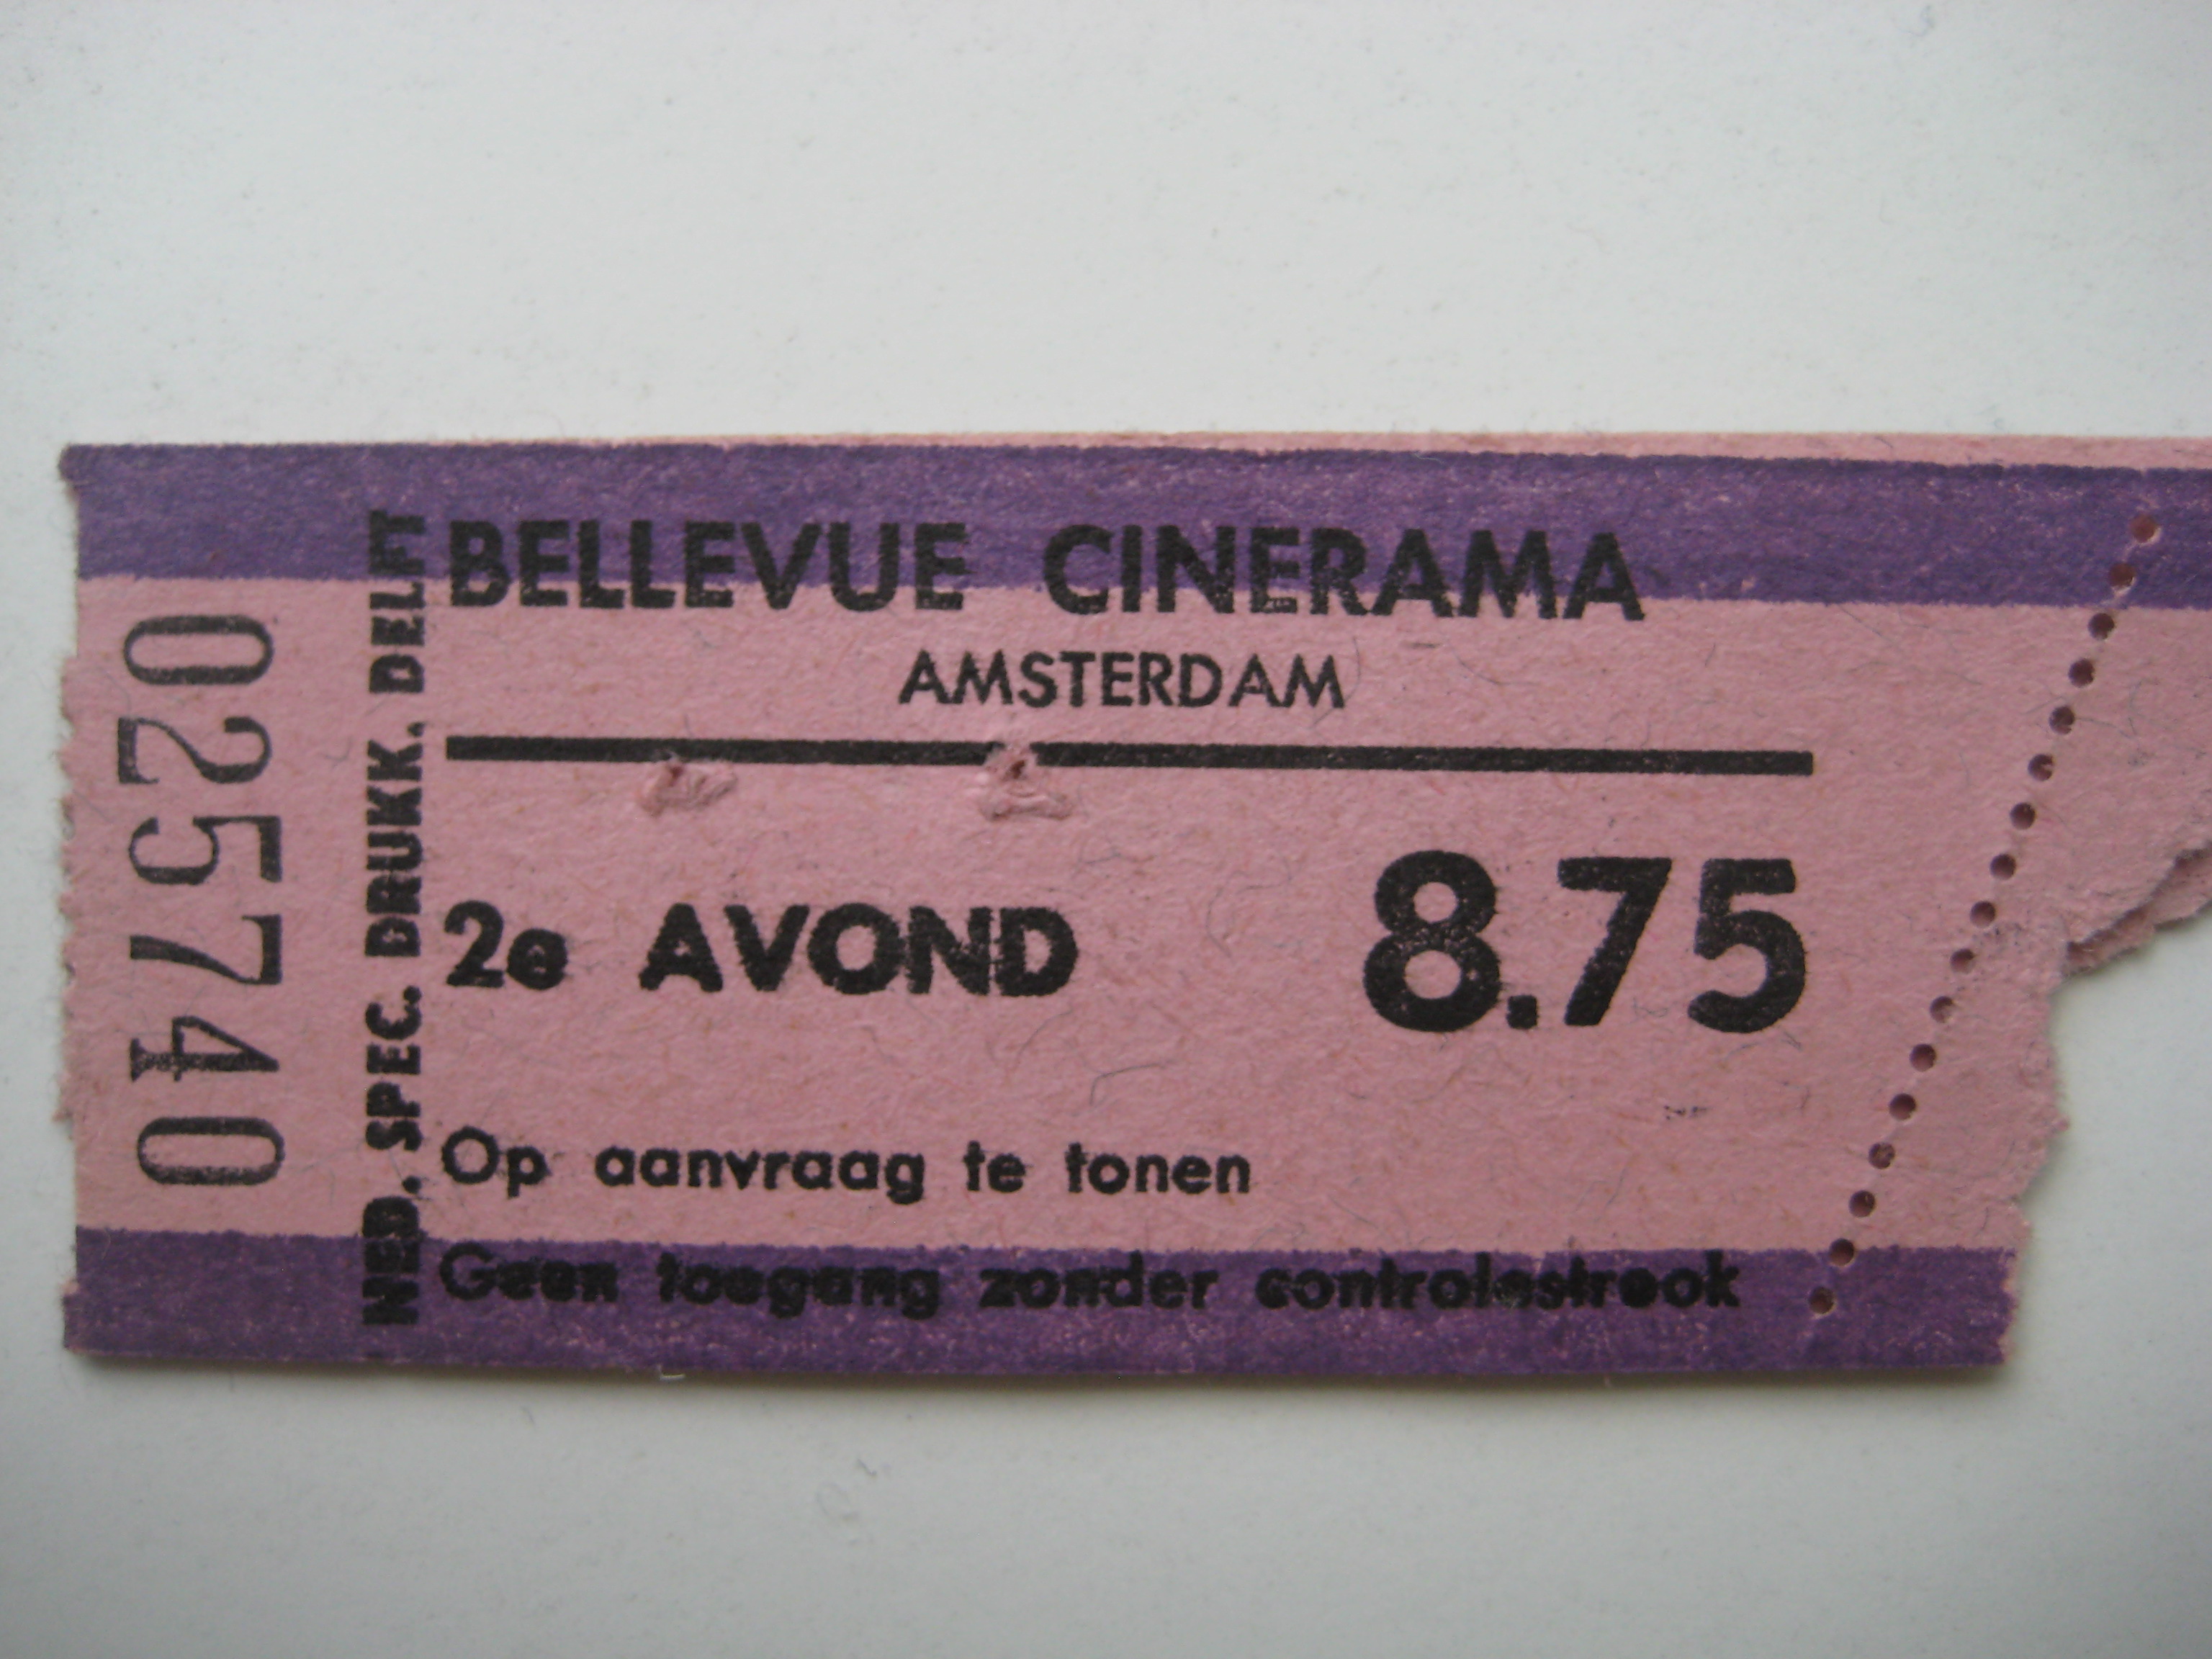 025740
NED. SPEC. DRUKK. DELFT
BELLEVUE CINERAMA
AMSTERDAM
2e AVOND 8.75
Op aanvraag te tonen
Geen toegang zonder controlestrook